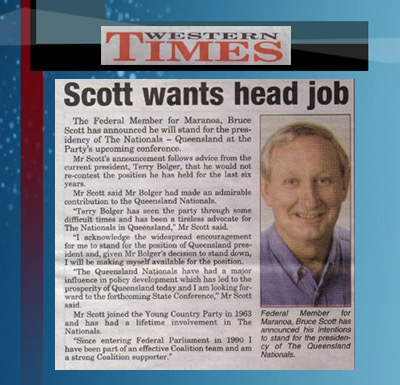 WESTERN
TIMES
Scott wants head job
The Federal Member for Maranoa, Bruce
Scott has announced he will stand for the pres-
idency of The Nationals – Queensland at the
Party's upcoming conference.
Mr Scott's announcement follows advice from the
current president, Terry Bolger, that he would not
re-contest the position he has held for the last six
years.
Mr Scott said Mr Bolger had made an admirable
contribution to the Queensland Nationals.
"Terry Bolger has seen the party through some
difficult times and has been a tireless advocate for
The Nationals in Queensland," Mr Scott said.
"I acknowledge the widespread encouragement
for me to stand for the position of Queensland pres-
ident and, given Mr Bolger's decision to stand down,
I will be making myself available for the position.
"The Queensland Nationals have had a major
influence in policy development which has led to the
prosperity of Queensland today and I am looking for-
ward to the forthcoming State Conference," Mr Scott
said.
Mr Scott joined the Young Country Party in 1963
and has had a lifetime involvement in The
Nationals.
"Since entering Federal Parliament in 1990 I
have been part of an effective Coalition team and am
a strong Coalition supporter."
Federal Member for
Maranoa, Bruce Scott has
announced his intentions
to stand for the presiden-
cy of The Queensland
Nationals.